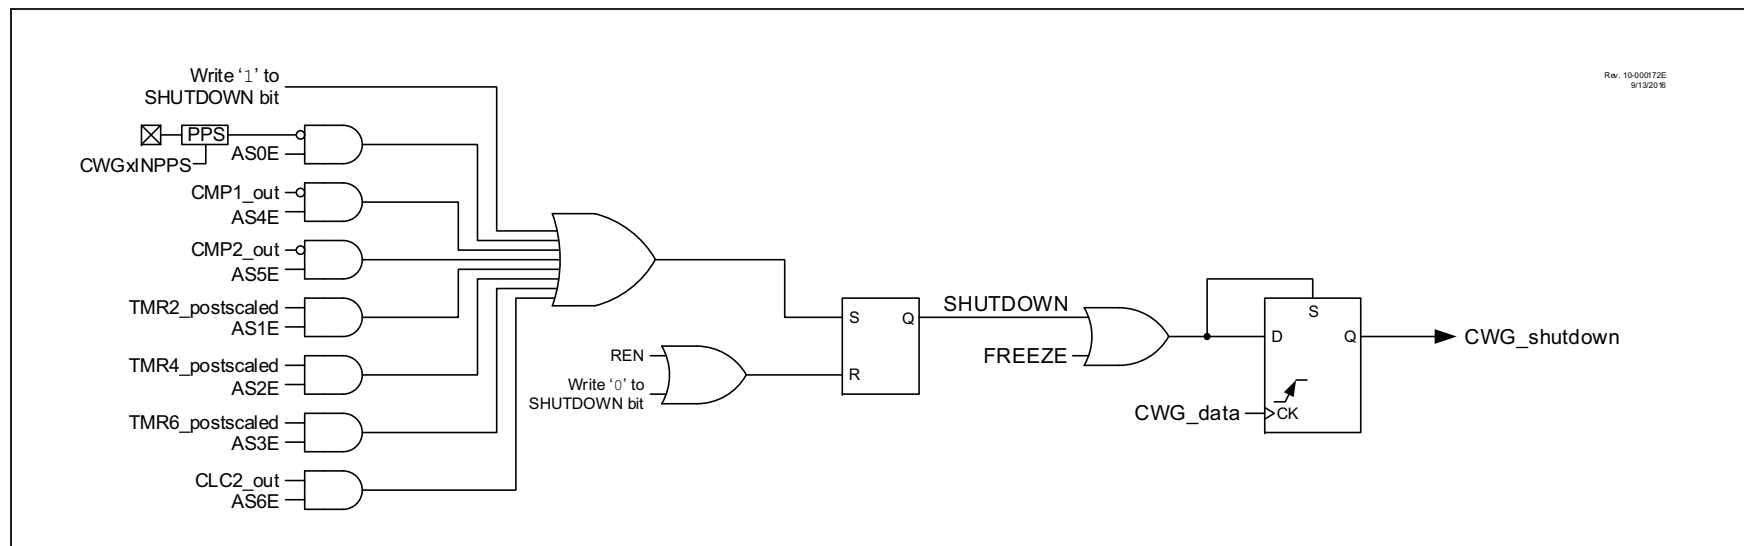 Write ‘1’ to
SHUTDOWN bit
Rev. 10-000172E
9/13/2016
PPS
AS0E
CWGxINPPS
CMP1_out
AS4E
CMP2_out
AS5E
TMR2_postscaled
AS1E
TMR4_postscaled
AS2E
TMR6_postscaled
AS3E
CLC2_out
AS6E
S
Q
R
REN
Write ‘0’ to
SHUTDOWN bit
SHUTDOWN
FREEZE
S
D
Q
CWG_data
CK
CWG_shutdown